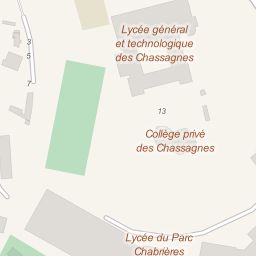 Lycée général
et technologique
des Chassagnes
3
5
7
13
Collège privé
des Chassagnes
Lycée du Parc
Chabrières